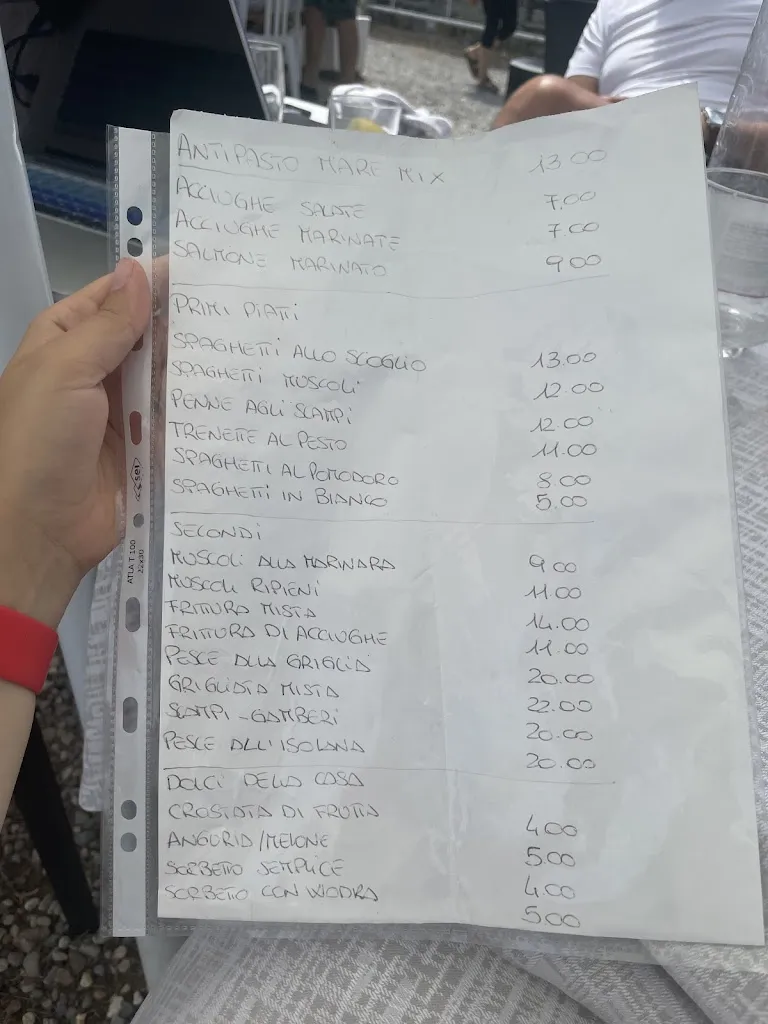 ANTIPASTO MARE MIX 13.00
ACCIUGHE SALATE 7,00
ACCIUGHE MARINATE 7.00
SALMONE MARINATO 9,00
PRIMI PIATTI
SPAGHETTI ALLO SCOGLIO 13.00
SPAGHETTI MUSCOLI 12.00
PENNE AGLI SCAMPI 12.00
TRENETTE AL PESTO 11.00
SPAGHETTI AL POMODORO 8.00
SPAGHETTI IN BIANCO 5.00
SECONDI
MUSCOLI ALLA MARINARA 9.00
MUSCOLI RIPIENI 11.00
FRITTURA MISTA 14.00
FRITTURA DI ACCIUGHE 11.00
PESCE ALLA GRIGLIA 20.00
GRIGLIATA MISTA 22.00
SCAMPI-GAMBERI 20.00
PESCE ALL'ISOLANA 20.00
DOLCI DELLA CASA
CROSTATA DI FRUTTA 4.00
ANGURIA/MELONE 5.00
SORBETTO SEMPLICE 4.00
SORBETTO CON WODKA 5.00
sei
ATLA T 100
22x30